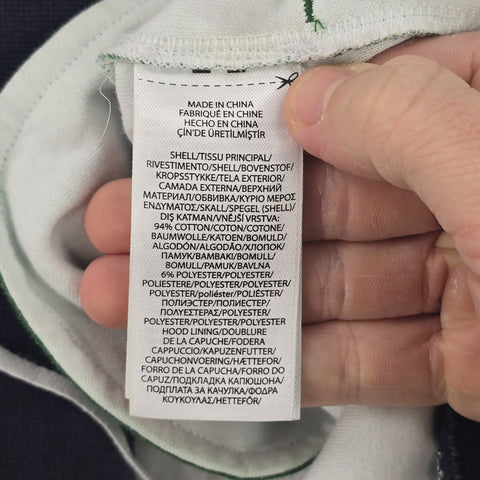 MADE IN CHINA
FABRIQUÉ EN CHINE
HECHO EN CHINA
ÇİN'DE ÜRETİLMİŞTİR
SHELL/TISSU PRINCIPAL/
RIVESTIMENTO/SHELL/BOVENSTOF/
KROPSSTYKKE/TELA EXTERIOR/
CAMADA EXTERNA/ВЕРХНИЙ
МАТЕРИАЛ/ОБВИВКА/ΚΥΡΙΟ ΜΕΡΟΣ
ΕΝΔΥΜΑΤΟΣ/SKALL/SPEGEL (SHELL)/
DIŞ KATMAN/VNĚJŠÍ VRSTVA:
94% COTTON/COTON/COTONE/
BAUMWOLLE/KATOEN/BOMULD/
ALGODÓN/ALGODÃO/ХЛОПОК/
ПАМУК/ΒΑΜΒΑΚΙ/BOMULL/
BOMULL/PAMUK/BAVLNA
6% POLYESTER/POLYESTER/
POLIESTERE/POLYESTER/POLYESTER/
POLYESTER/poliéster/POLIÉSTER/
ПОЛИЭСТЕР/ПОЛИЕСТЕР/
ΠΟΛΥΕΣΤΕΡΑΣ/POLYESTER/
POLYESTER/POLYESTER/POLYESTER
HOOD LINING/DOUBLURE
DE LA CAPUCHE/FODERA
CAPPUCCIO/KAPUZENFUTTER/
CAPUCHONVOERING/HÆTTEFOR/
FORRO DE LA CAPUCHA/FORRO DO
CAPUZ/ПОДКЛАДКА КАПЮШОНА/
ПОДПЛАТА ЗА КАЧУЛКА/ΦΟΔΡΑ
ΚΟΥΚΟΥΛΑΣ/HETTEFÔR/